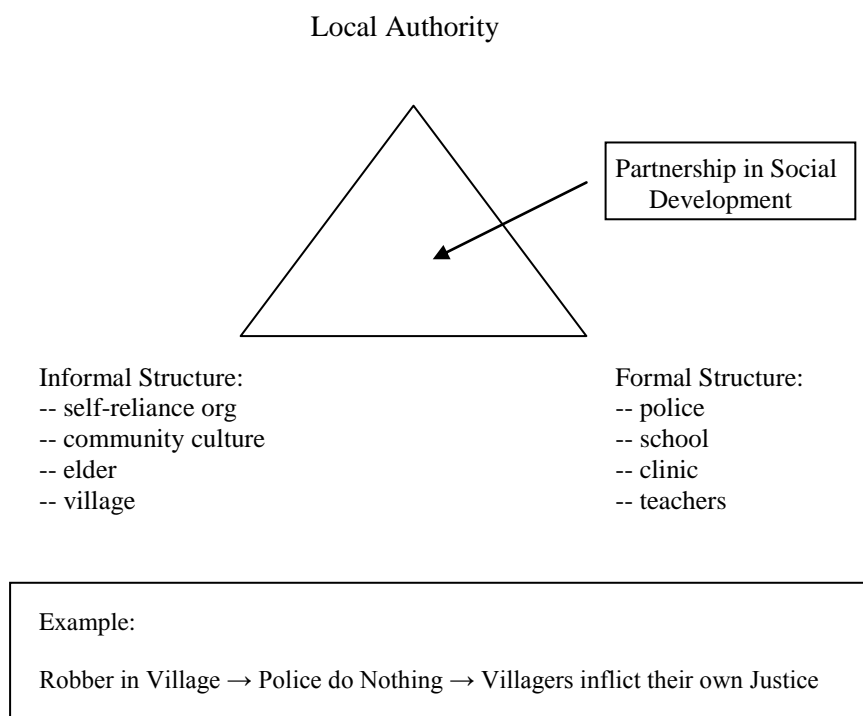 Local Authority
Partnership in Social
Development
Informal Structure:
-- self-reliance org
-- community culture
-- elder
-- village
Formal Structure:
-- police
-- school
-- clinic
-- teachers
Example:
Robber in Village → Police do Nothing → Villagers inflict their own Justice